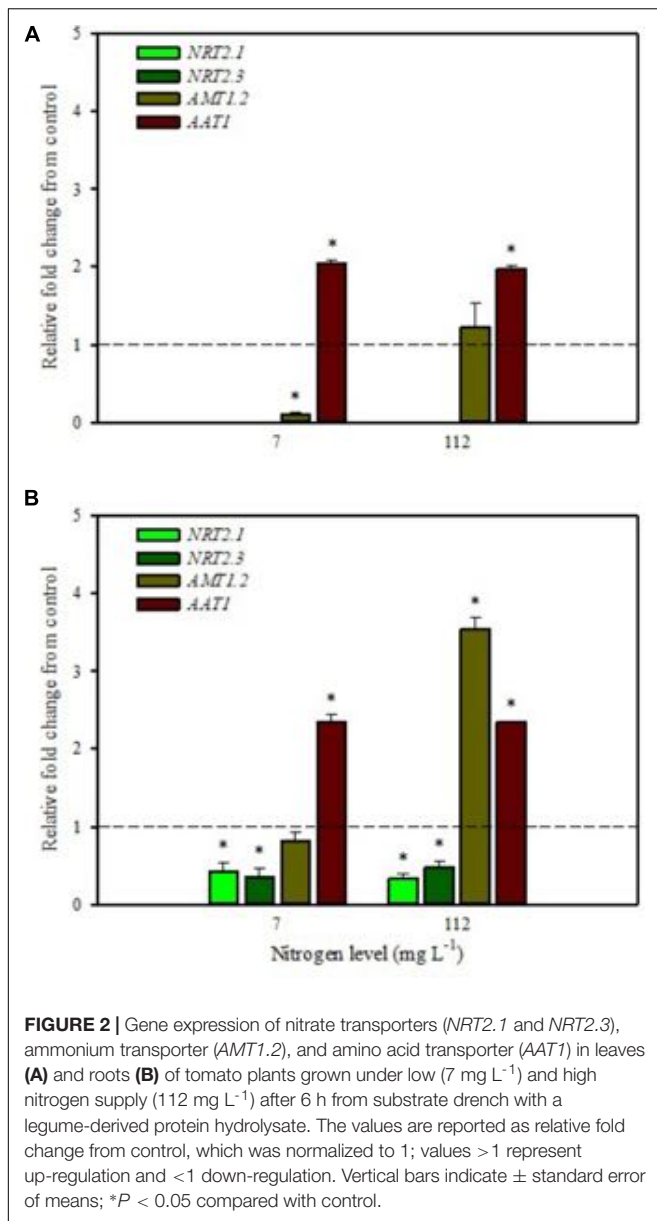 A
5
4
3
2
1
0
Relative fold change from control
NRT2.1
NRT2.3
AMT1.2
AAT1
*
*
*
7
112
B
5
4
3
2
1
0
Relative fold change from control
NRT2.1
NRT2.3
AMT1.2
AAT1
*
*
*
*
*
*
*
7
112
Nitrogen level (mg L⁻¹)
FIGURE 2 | Gene expression of nitrate transporters (NRT2.1 and NRT2.3),
ammonium transporter (AMT1.2), and amino acid transporter (AAT1) in leaves
(A) and roots (B) of tomato plants grown under low (7 mg L⁻¹) and high
nitrogen supply (112 mg L⁻¹) after 6 h from substrate drench with a
legume-derived protein hydrolysate. The values are reported as relative fold
change from control, which was normalized to 1; values >1 represent
up-regulation and <1 down-regulation. Vertical bars indicate ± standard error
of means; *P < 0.05 compared with control.